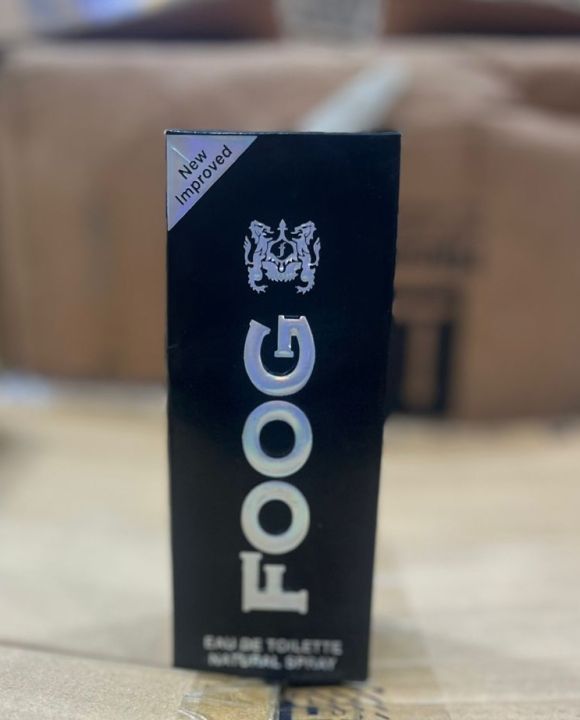 New
Improved
f
FOOG
EAU DE TOILETTE
NATURAL SPRAY